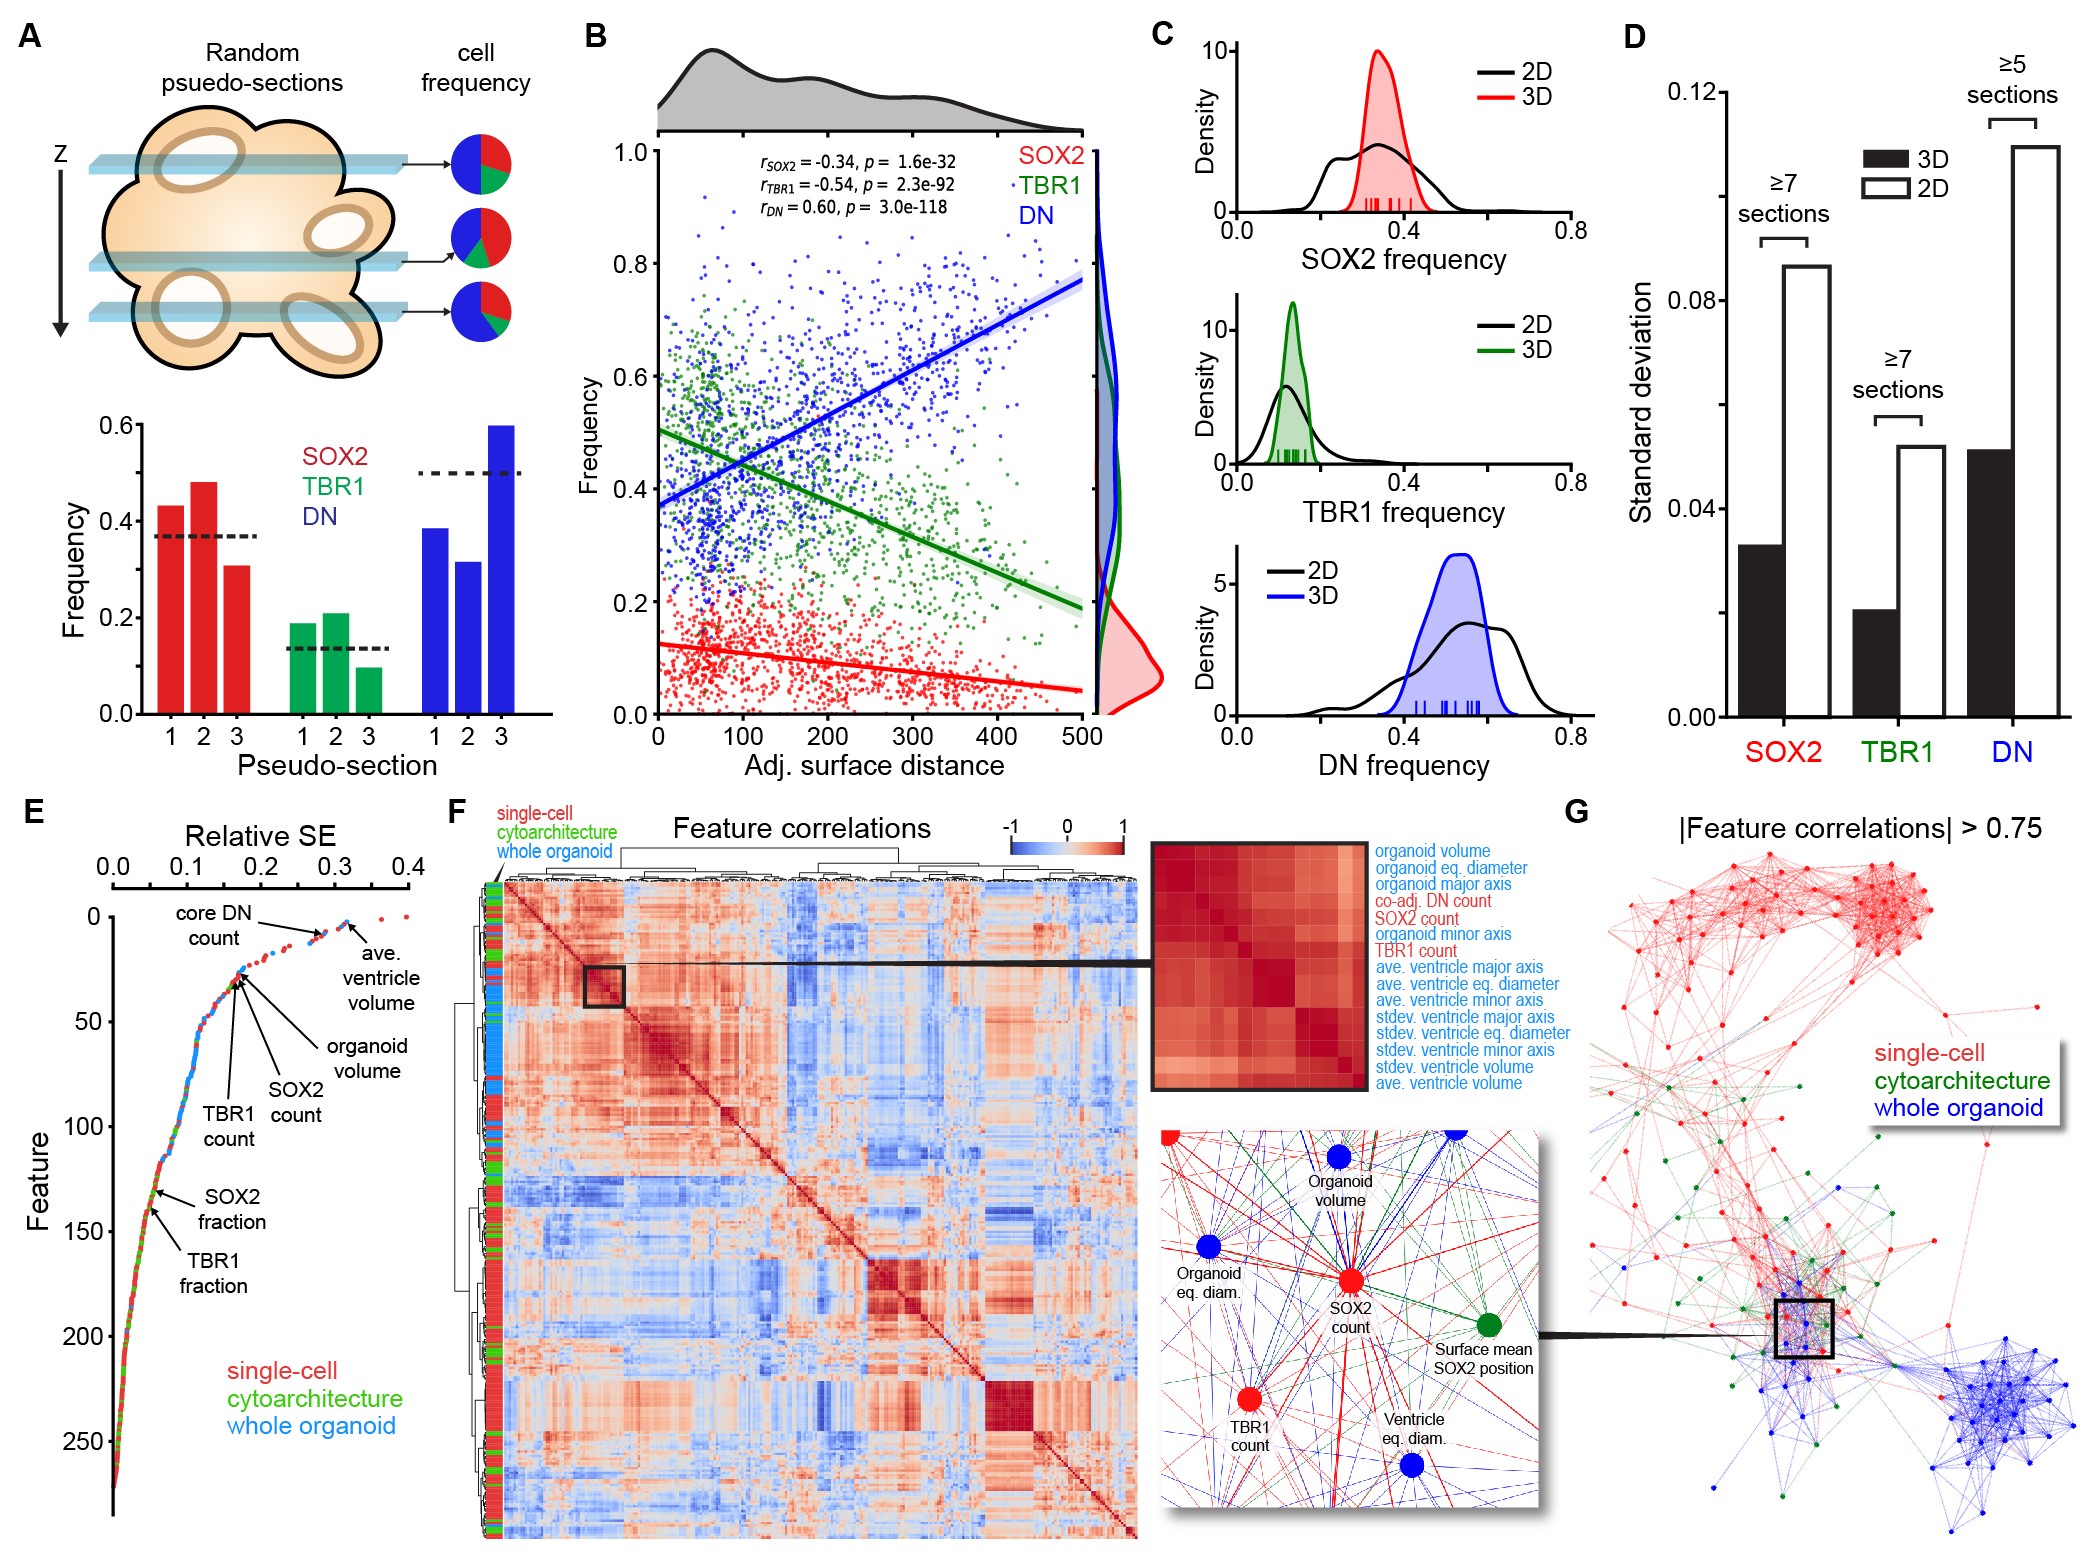 A
Random
psuedo-sections
cell
frequency
Z
0.6
0.4
0.2
0.0
Frequency
SOX2
TBR1
DN
1 2 3
1 2 3
1 2 3
Pseudo-section
B
1.0
0.8
0.6
0.4
0.2
0.0
Frequency
rSOX2 = -0.34, p = 1.6e-32
rTBR1 = -0.54, p = 2.3e-92
rDN = 0.60, p = 3.0e-118
SOX2
TBR1
DN
0 100 200 300 400 500
Adj. surface distance
C
10
0
Density
2D
3D
0.0 0.4 0.8
SOX2 frequency
10
0
Density
2D
3D
0.0 0.4 0.8
TBR1 frequency
5
0
Density
2D
3D
0.0 0.4 0.8
DN frequency
D
0.12
0.08
0.04
0.00
Standard deviation
≥7
sections
≥7
sections
≥5
sections
3D
2D
SOX2 TBR1 DN
E
Relative SE
0.0 0.1 0.2 0.3 0.4
0
50
100
150
200
250
Feature
core DN
count
ave.
ventricle
volume
organoid
volume
SOX2
count
TBR1
count
SOX2
fraction
TBR1
fraction
single-cell
cytoarchitecture
whole organoid
F
single-cell
cytoarchitecture
whole organoid
Feature correlations
-1 0 1
organoid volume
organoid eq. diameter
organoid major axis
co-adj. DN count
SOX2 count
organoid minor axis
TBR1 count
ave. ventricle major axis
ave. ventricle eq. diameter
ave. ventricle minor axis
stdev. ventricle major axis
stdev. ventricle eq. diameter
stdev. ventricle minor axis
stdev. ventricle volume
ave. ventricle volume
Organoid
volume
Organoid
eq. diam.
SOX2
count
Surface mean
SOX2 position
TBR1
count
Ventricle
eq. diam.
G
|Feature correlations| > 0.75
single-cell
cytoarchitecture
whole organoid